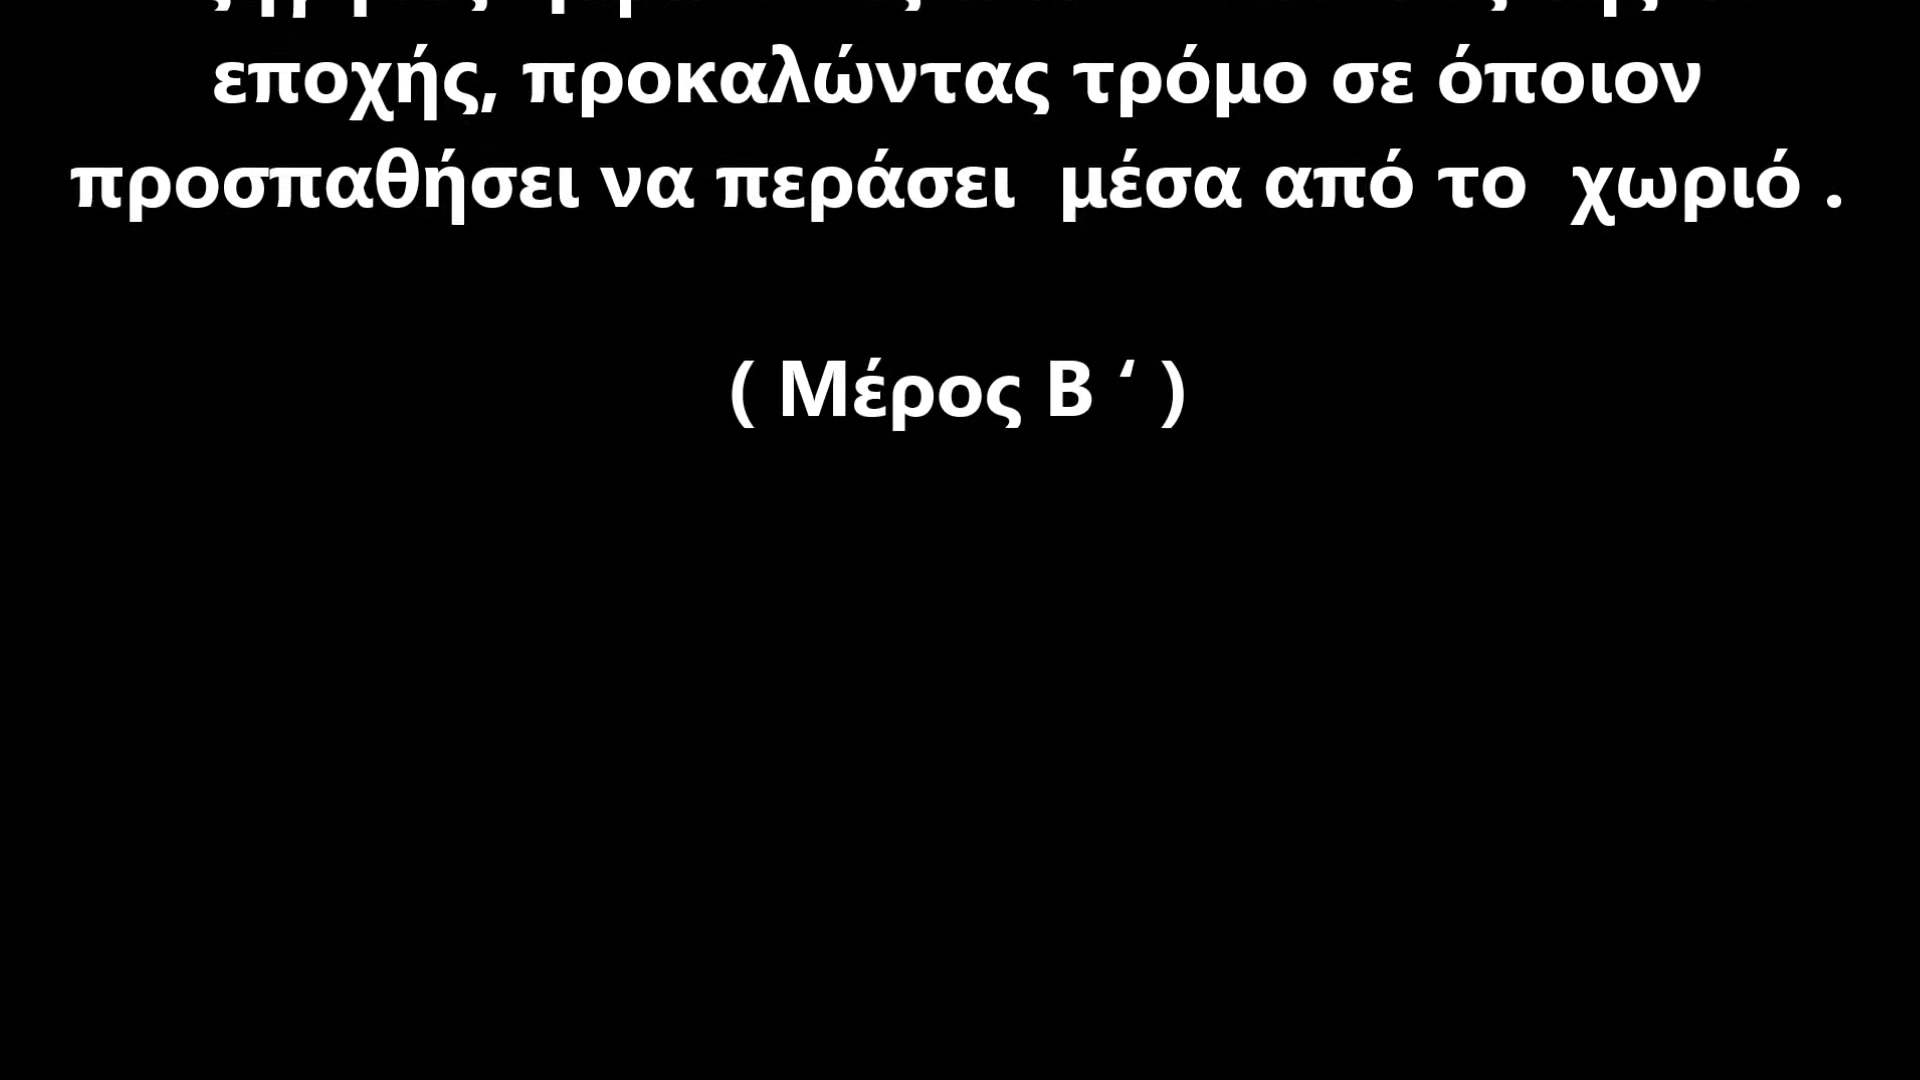 εποχής, προκαλώντας τρόμο σε όποιον
προσπαθήσει να περάσει  μέσα από το  χωριό .
( Μέρος Β ‘ )